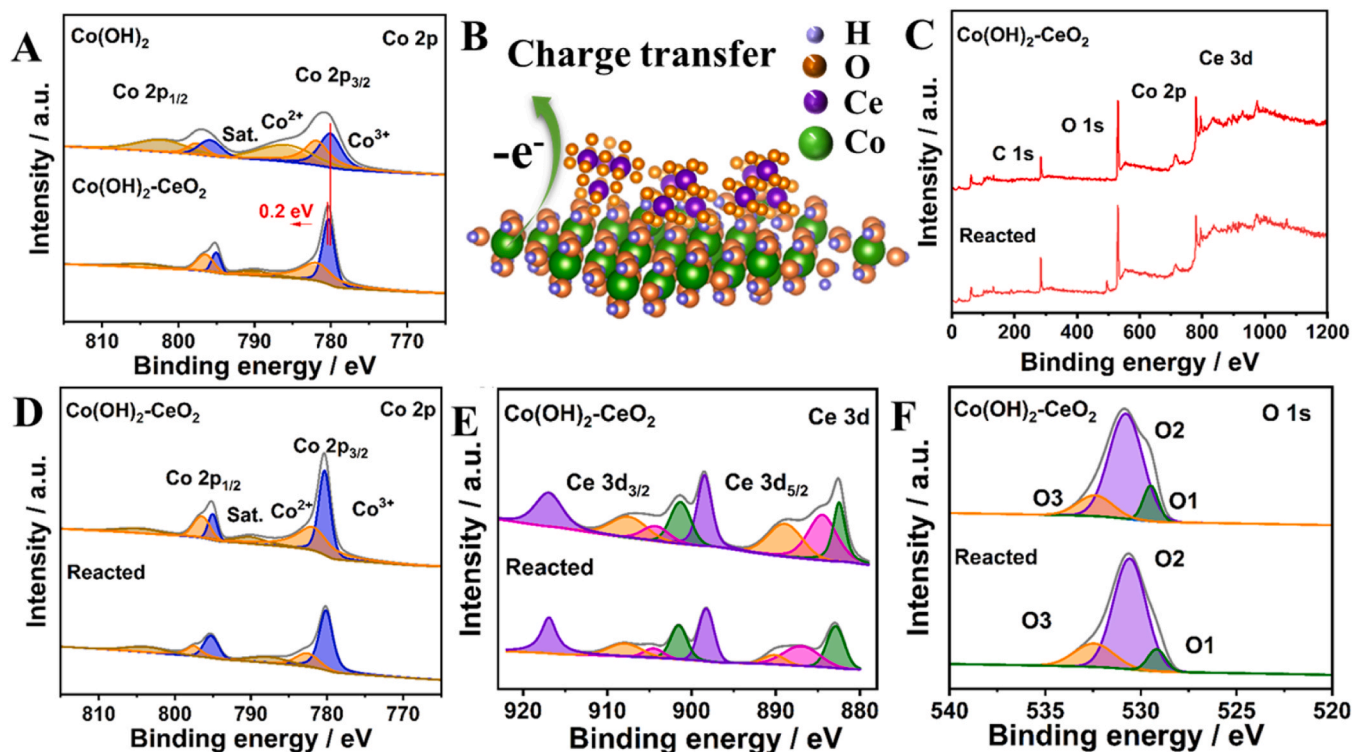 A
Co(OH)₂
Co 2p
Co 2p₃/₂
Co 2p₁/₂
Sat.
Co²⁺
Co³⁺
Co(OH)₂-CeO₂
0.2 eV
Intensity / a.u.
810 800 790 780 770
Binding energy / eV
B
Charge transfer
-e⁻
H
O
Ce
Co
C
Co(OH)₂-CeO₂
Ce 3d
Co 2p
O 1s
C 1s
Reacted
Intensity / a.u.
0 200 400 600 800 1000 1200
Binding energy / eV
D
Co(OH)₂-CeO₂
Co 2p
Co 2p₃/₂
Co 2p₁/₂
Sat.
Co²⁺
Co³⁺
Reacted
Intensity / a.u.
810 800 790 780 770
Binding energy / eV
E
Co(OH)₂-CeO₂
Ce 3d
Ce 3d₃/₂
Ce 3d₅/₂
Reacted
Intensity / a.u.
920 910 900 890 880
Binding energy / eV
F
Co(OH)₂-CeO₂
O 1s
O2
O3
O1
Reacted
O2
O3
O1
Intensity / a.u.
540 535 530 525 520
Binding energy / eV